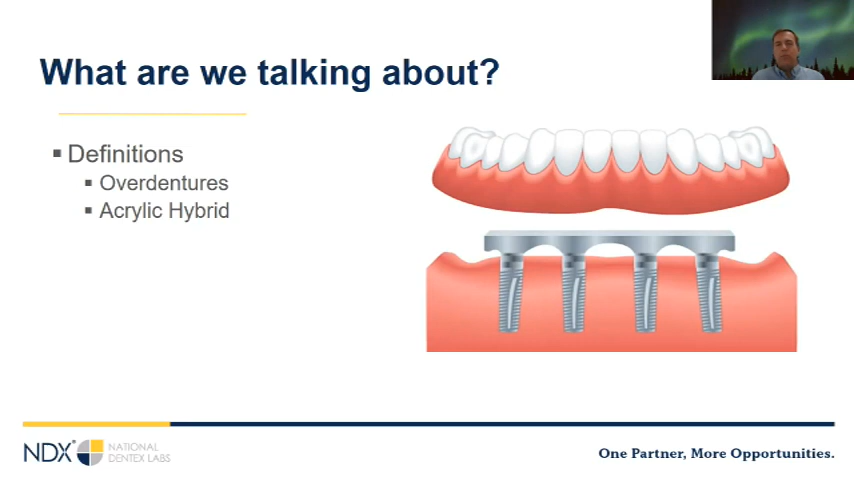 What are we talking about?
Definitions
Overdentures
Acrylic Hybrid
NDX®
NATIONAL
DENTEX LABS
One Partner, More Opportunities.